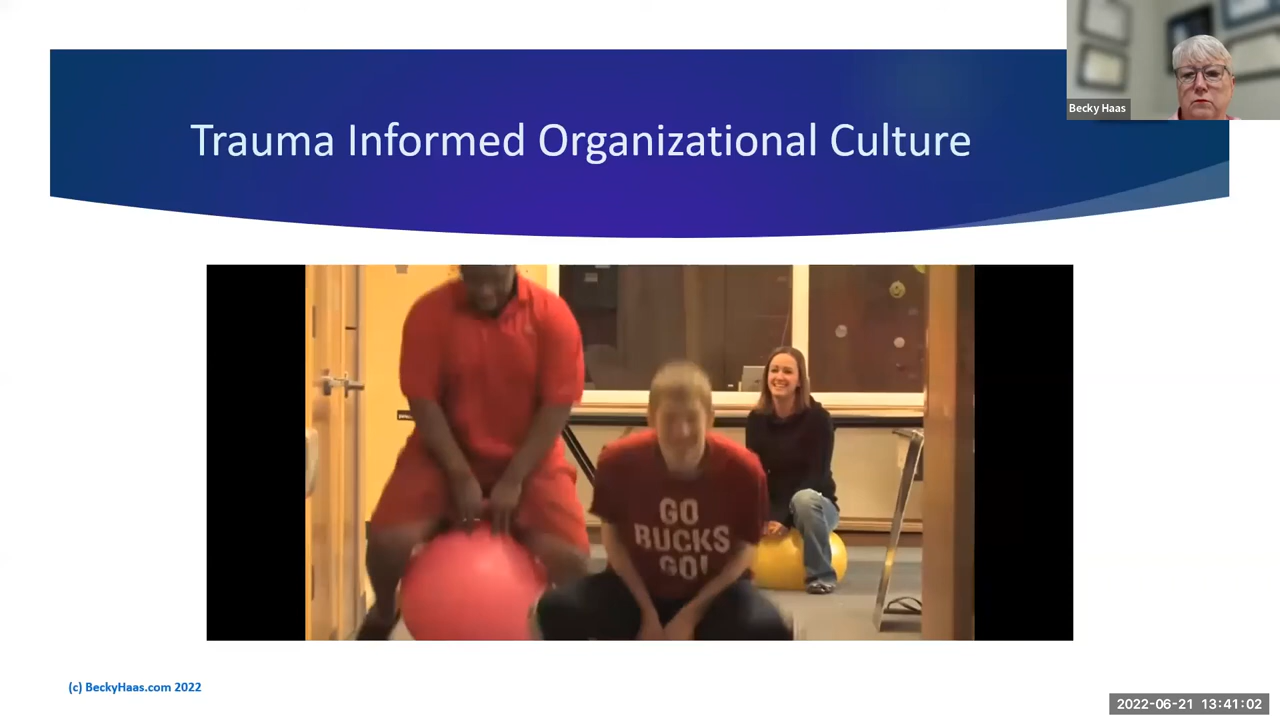 Becky Haas
Trauma Informed Organizational Culture
GO
BUCKS
GO!
(c) BeckyHaas.com 2022
2022-06-21 13:41:02